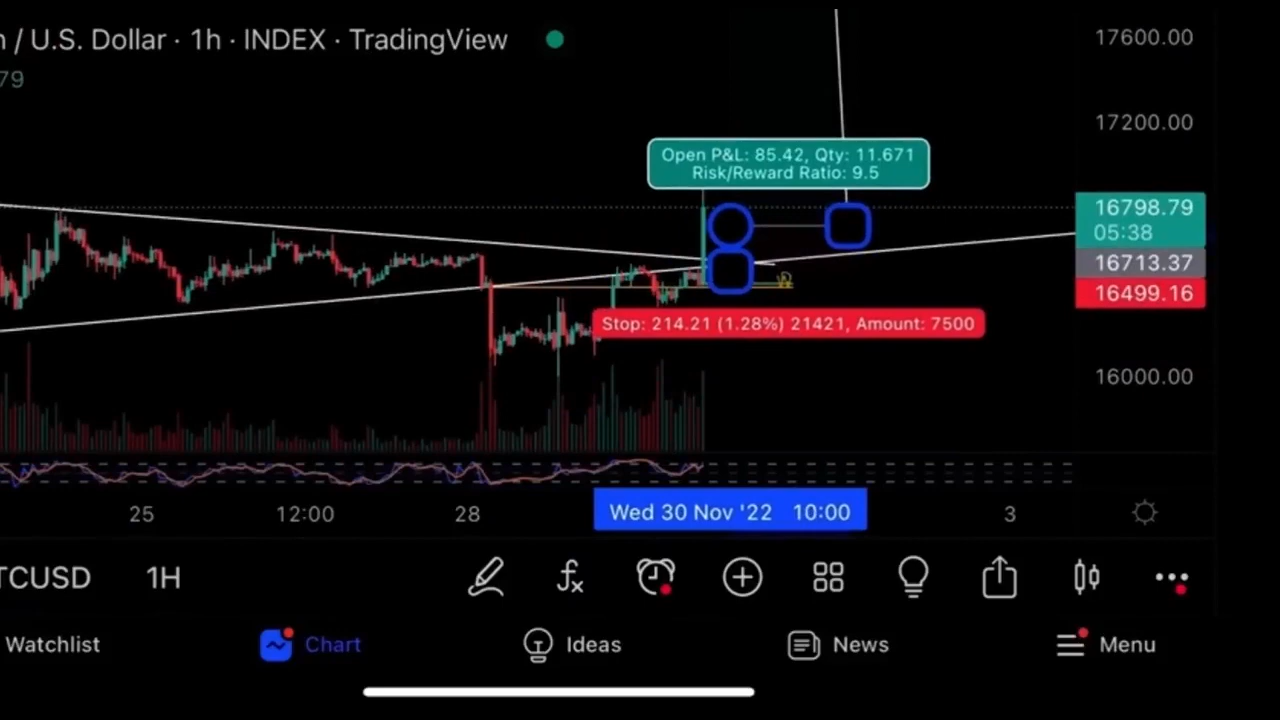 n / U.S. Dollar · 1h · INDEX · TradingView
79
17600.00
17200.00
Open P&L: 85.42, Qty: 11.671
Risk/Reward Ratio: 9.5
16798.79
05:38
16713.37
16499.16
Stop: 214.21 (1.28%) 21421, Amount: 7500
16000.00
25
12:00
28
Wed 30 Nov '22 10:00
3
TCUSD
1H
Watchlist
Chart
Ideas
News
Menu